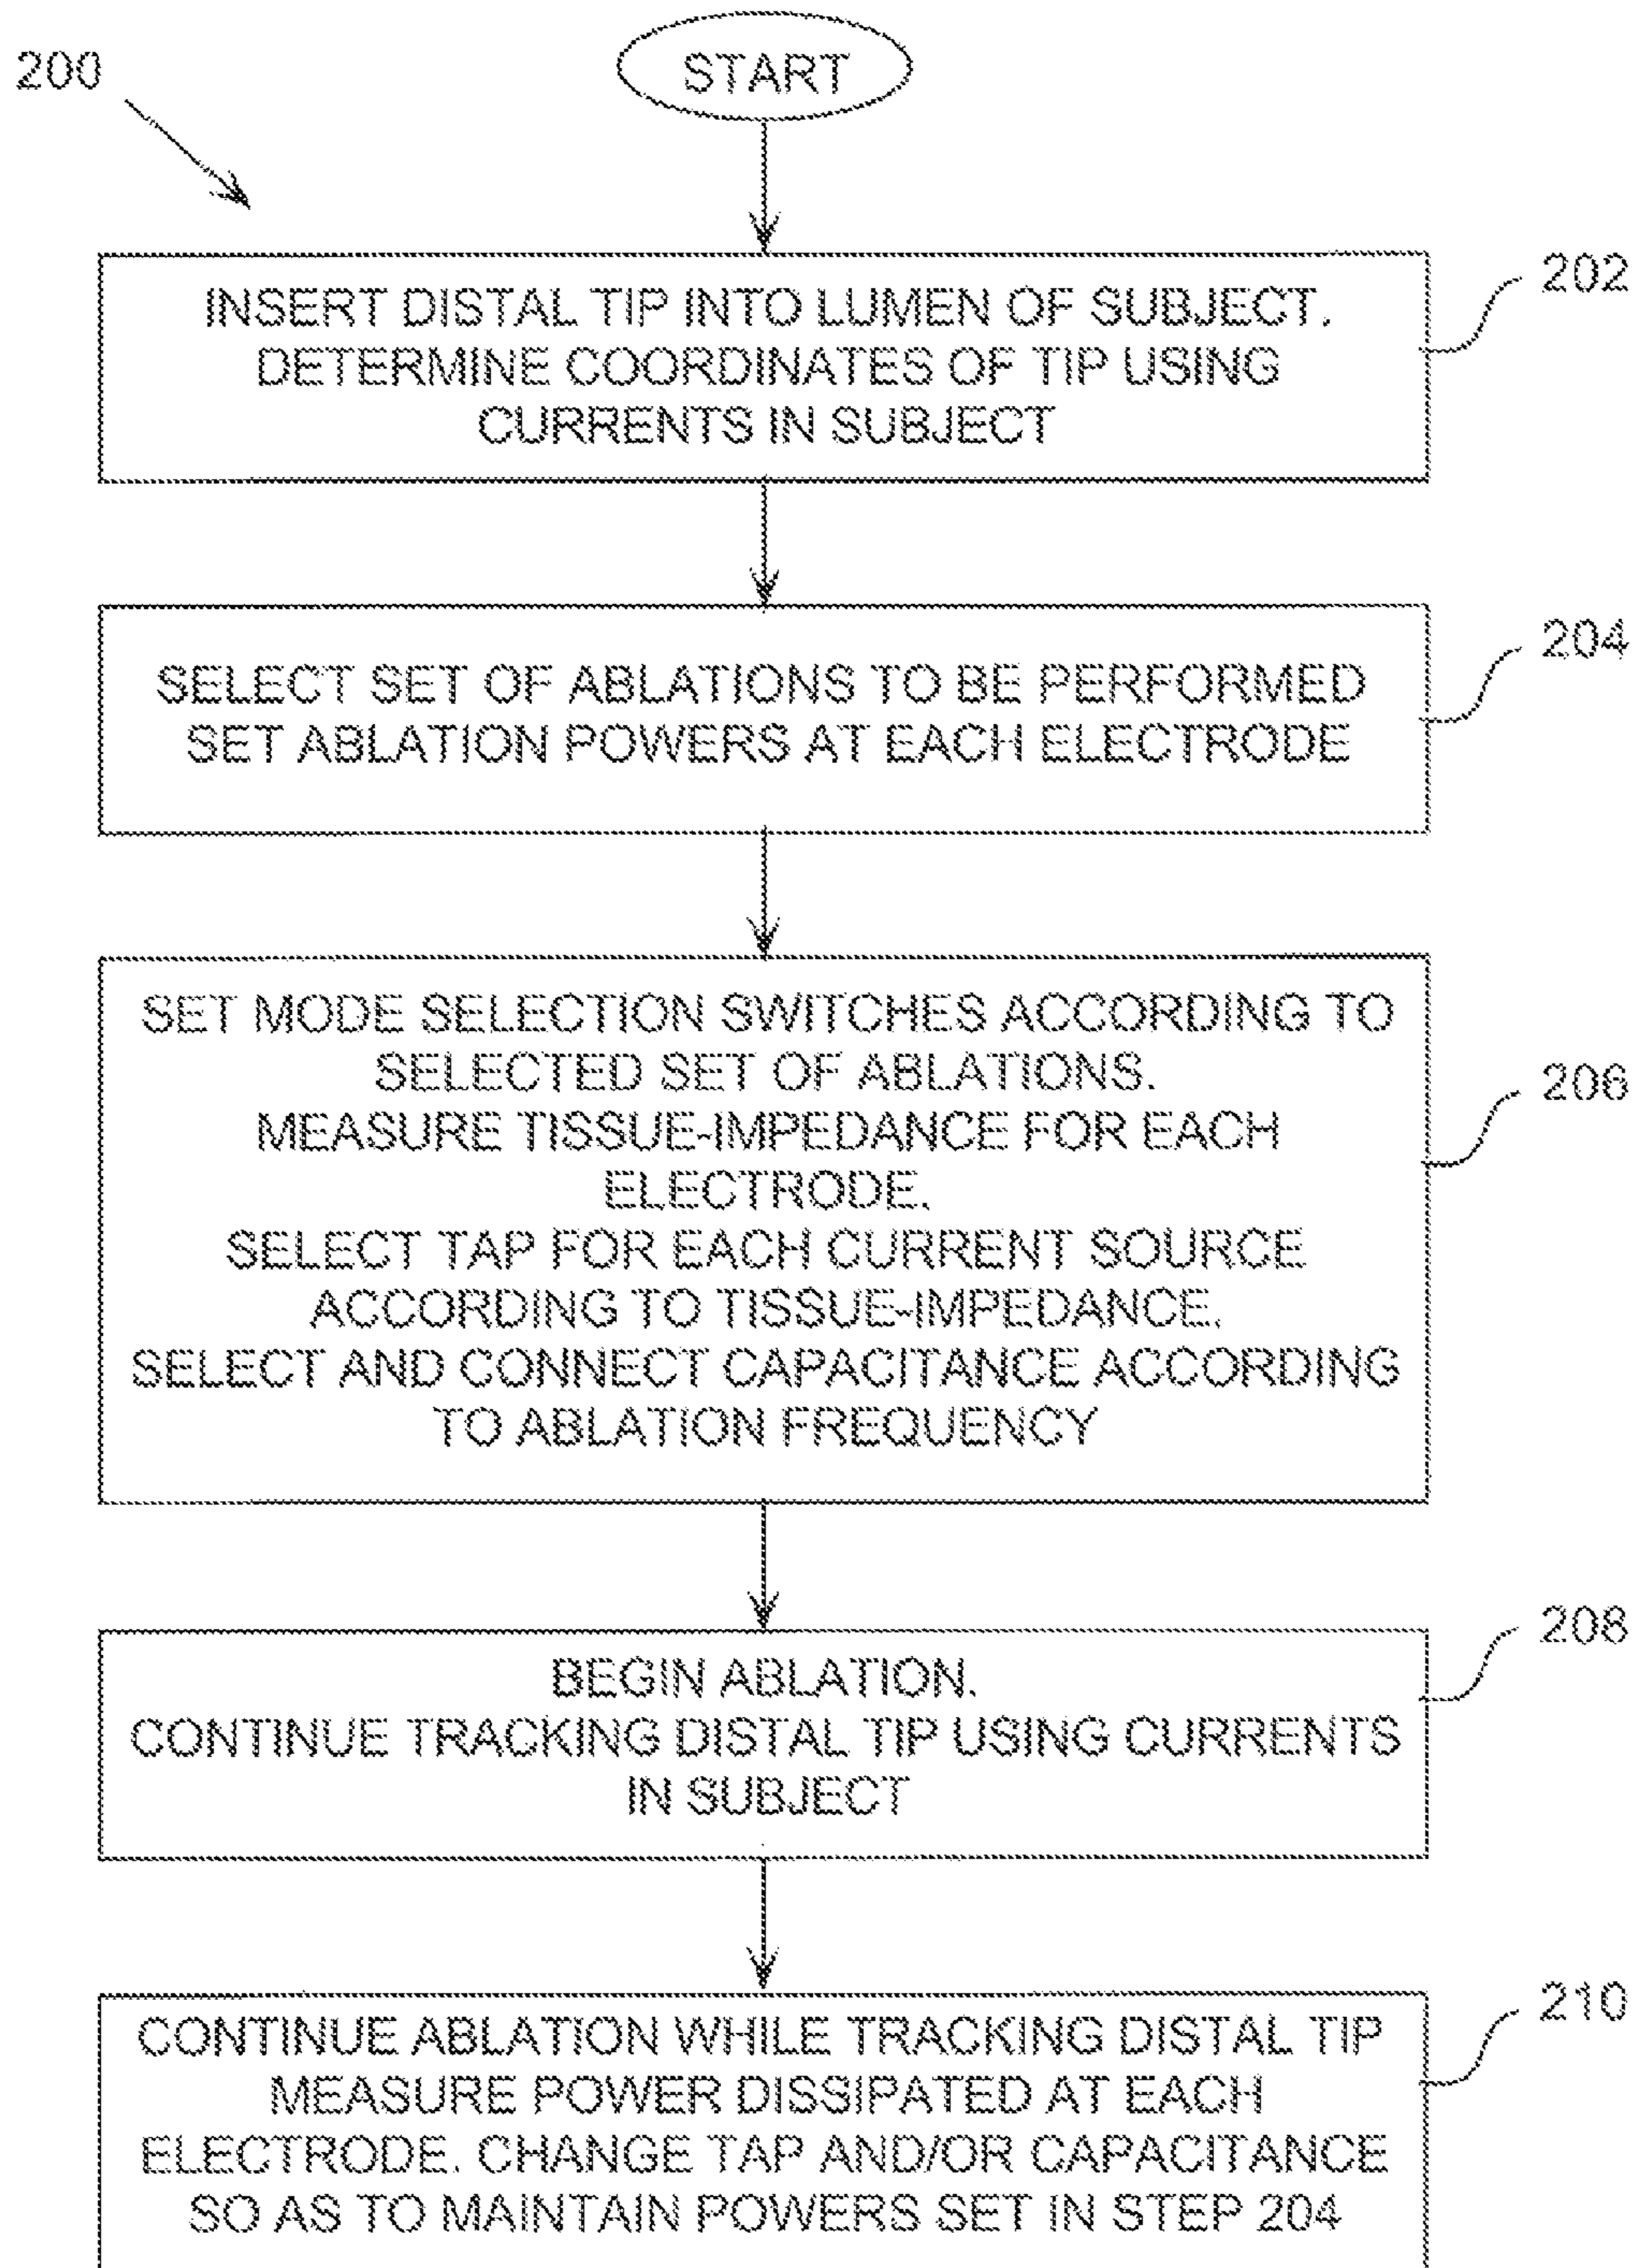 200
START
202
INSERT DISTAL TIP INTO LUMEN OF SUBJECT.
DETERMINE COORDINATES OF TIP USING
CURRENTS IN SUBJECT
204
SELECT SET OF ABLATIONS TO BE PERFORMED
SET ABLATION POWERS AT EACH ELECTRODE
206
SET MODE SELECTION SWITCHES ACCORDING TO
SELECTED SET OF ABLATIONS.
MEASURE TISSUE-IMPEDANCE FOR EACH
ELECTRODE.
SELECT TAP FOR EACH CURRENT SOURCE
ACCORDING TO TISSUE-IMPEDANCE.
SELECT AND CONNECT CAPACITANCE ACCORDING
TO ABLATION FREQUENCY
208
BEGIN ABLATION.
CONTINUE TRACKING DISTAL TIP USING CURRENTS
IN SUBJECT
210
CONTINUE ABLATION WHILE TRACKING DISTAL TIP
MEASURE POWER DISSIPATED AT EACH
ELECTRODE. CHANGE TAP AND/OR CAPACITANCE
SO AS TO MAINTAIN POWERS SET IN STEP 204